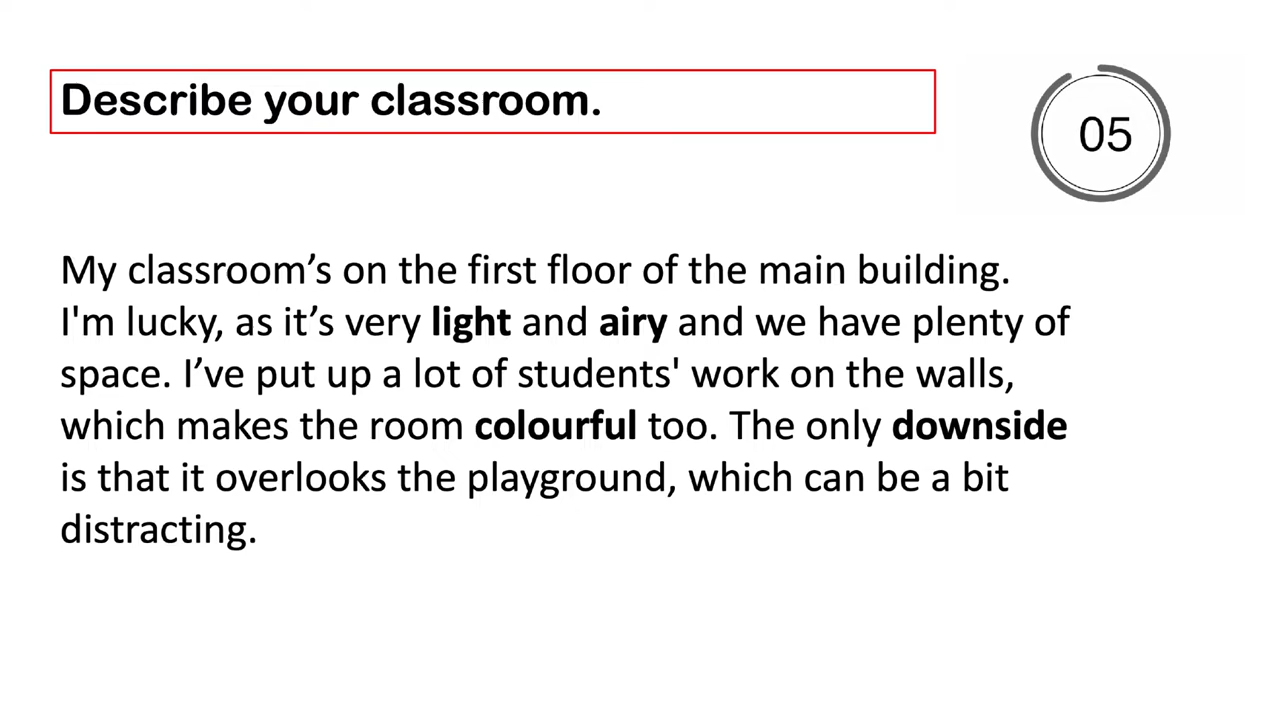 Describe your classroom.
05
My classroom’s on the first floor of the main building.
I'm lucky, as it’s very light and airy and we have plenty of
space. I’ve put up a lot of students' work on the walls,
which makes the room colourful too. The only downside
is that it overlooks the playground, which can be a bit
distracting.